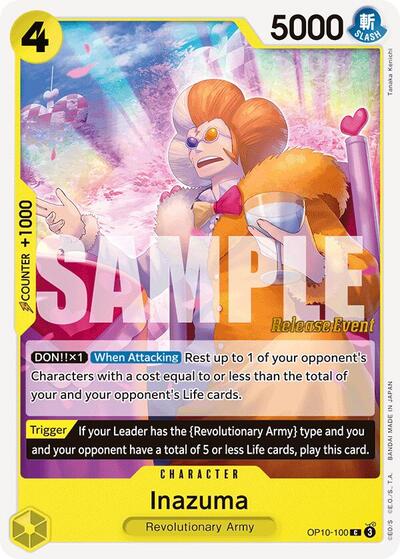 4
5000
斬
SLASH
Tanaka Kenichi
COUNTER +1000
SAMPLE
Release Event
DON!!×1 When Attacking Rest up to 1 of your opponent's
Characters with a cost equal to or less than the total of
your and your opponent's Life cards.
Trigger If your Leader has the {Revolutionary Army} type and you
and your opponent have a total of 5 or less Life cards, play this card.
CHARACTER
Inazuma
Revolutionary Army
OP10-100 C 3
©E.O./S. ©E.O./S., T.A. BANDAI MADE IN JAPAN